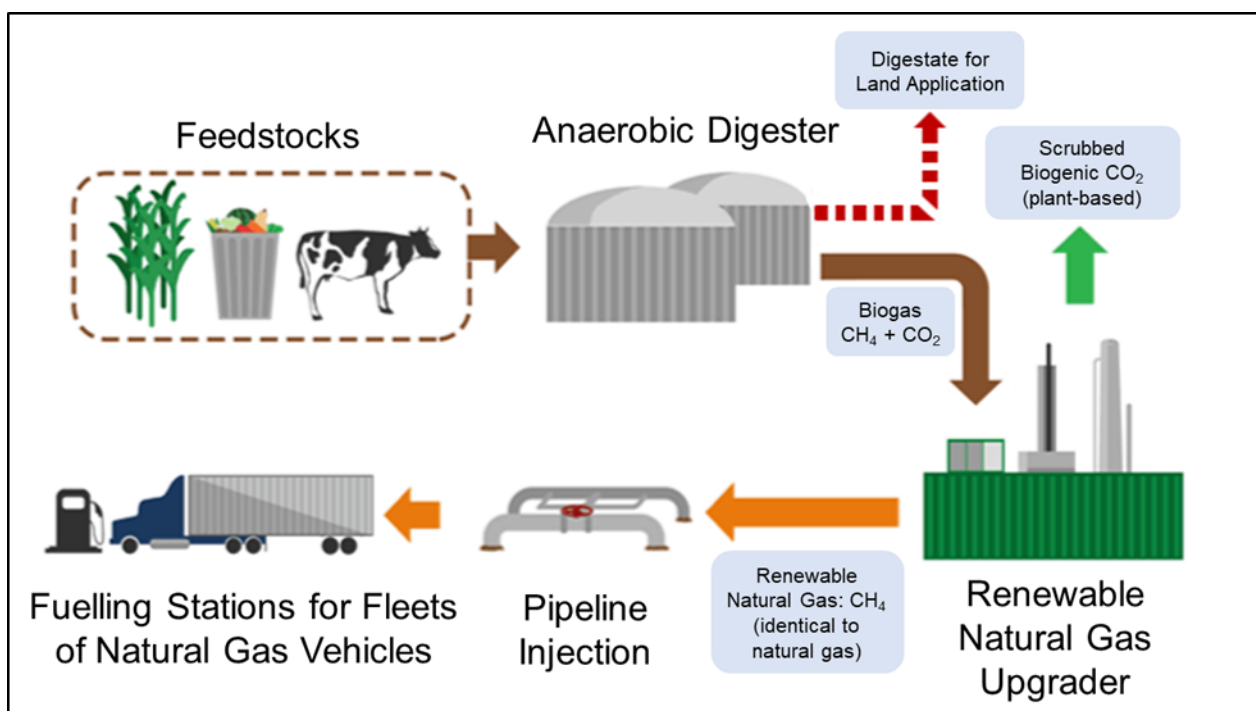 Feedstocks
Anaerobic Digester
Digestate for
Land Application
Scrubbed
Biogenic CO₂
(plant-based)
Biogas
CH₄ + CO₂
Fuelling Stations for Fleets
of Natural Gas Vehicles
Pipeline
Injection
Renewable
Natural Gas: CH₄
(identical to
natural gas)
Renewable
Natural Gas
Upgrader